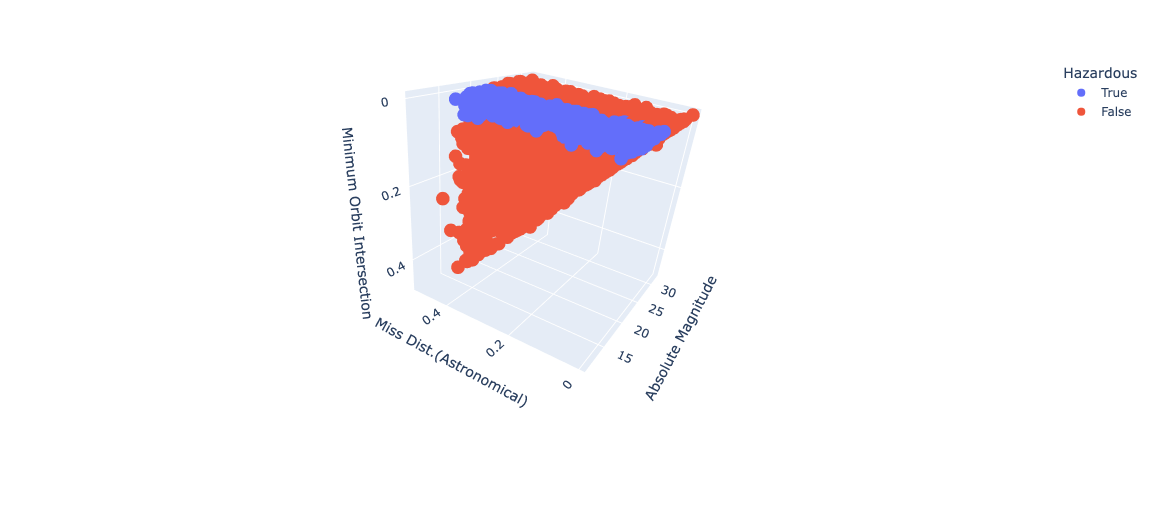 Hazardous
True
False
0
0.2
0.4
Minimum Orbit Intersection
0.4
0.2
0
Miss Dist.(Astronomical)
30
25
20
15
Absolute Magnitude